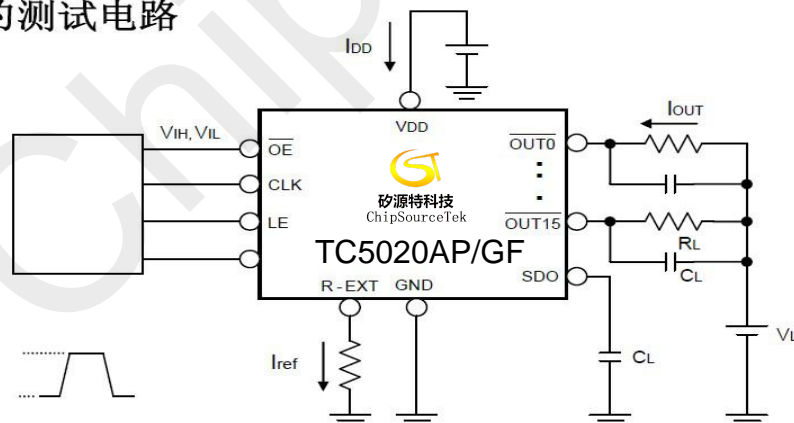 的测试电路
IDD
VDD
VIH, VIL
OE
CLK
LE
矽源特科技
ChipSourceTek
TC5020AP/GF
R-EXT
GND
OUT0
OUT15
SDO
IOUT
RL
CL
CL
VL
Iref
Chip